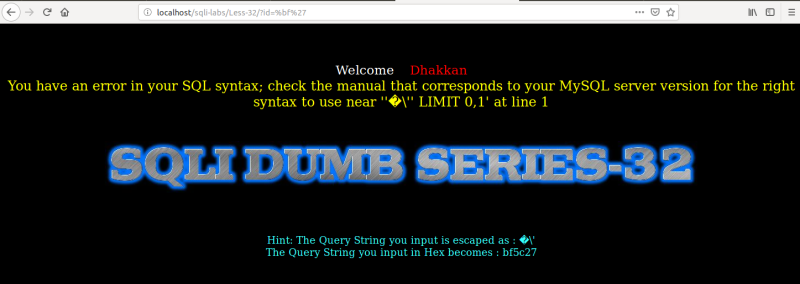 localhost/sqli-labs/Less-32/?id=%bf%27
Welcome Dhakkan
You have an error in your SQL syntax; check the manual that corresponds to your MySQL server version for the right
syntax to use near ''�\'' LIMIT 0,1' at line 1
SQLI DUMB SERIES-32
Hint: The Query String you input is escaped as : �\'
The Query String you input in Hex becomes : bf5c27